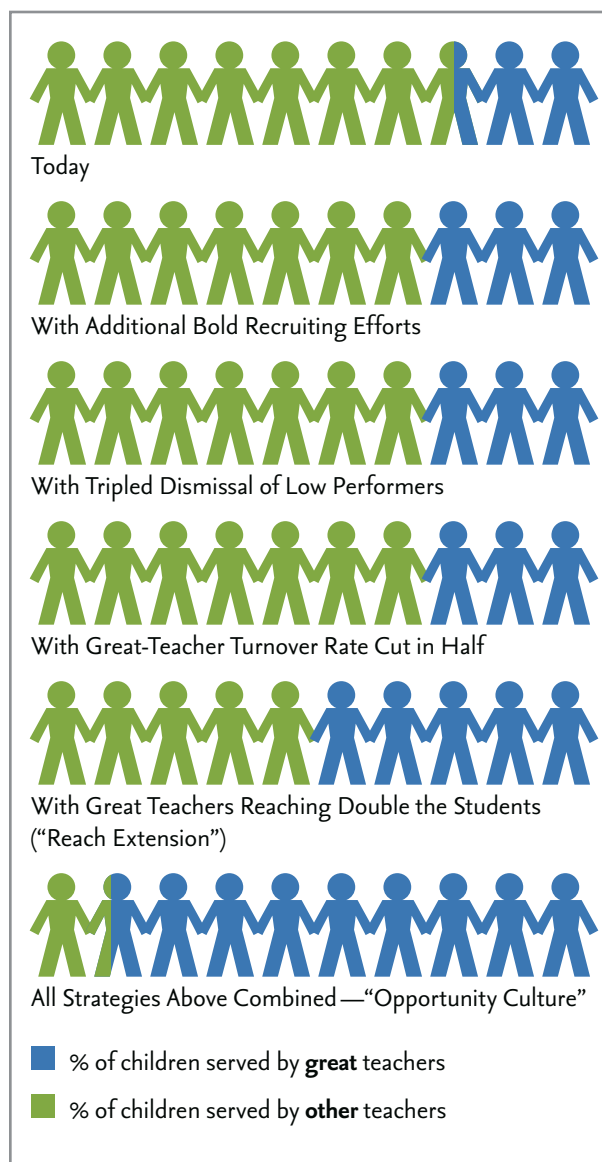 Today
With Additional Bold Recruiting Efforts
With Tripled Dismissal of Low Performers
With Great-Teacher Turnover Rate Cut in Half
With Great Teachers Reaching Double the Students
(“Reach Extension”)
All Strategies Above Combined—“Opportunity Culture”
% of children served by great teachers
% of children served by other teachers